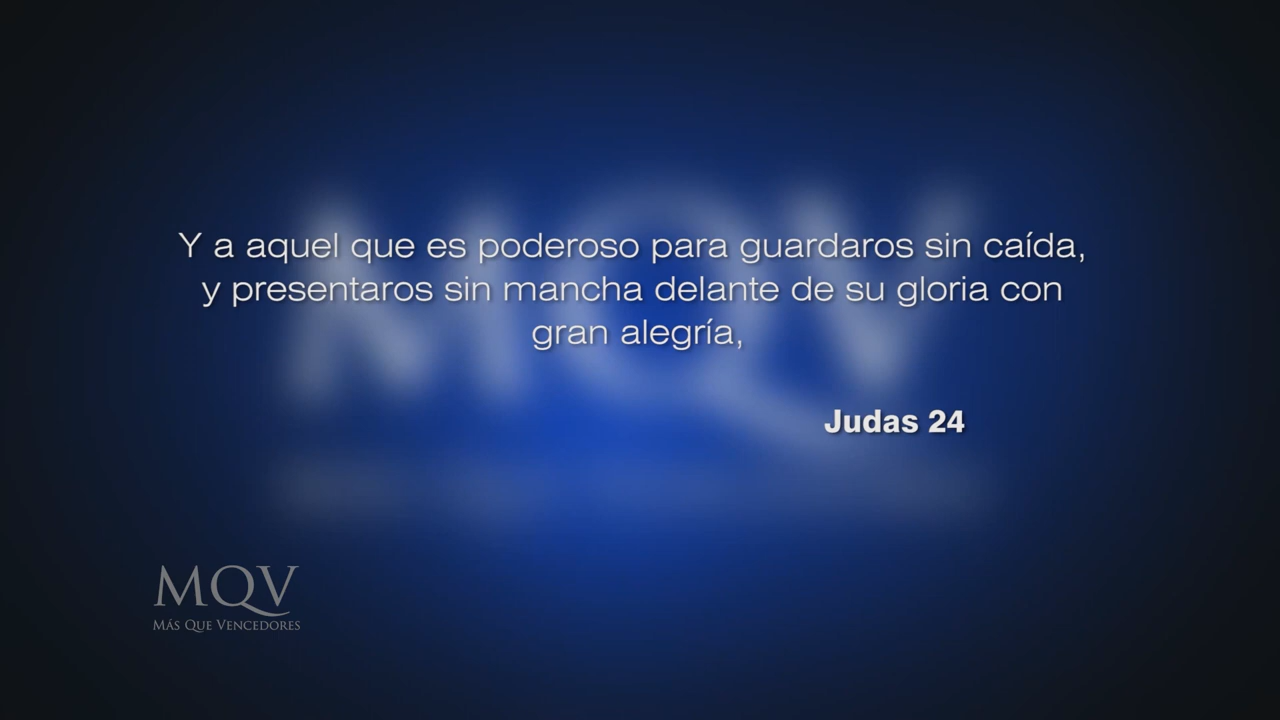 Y a aquel que es poderoso para guardaros sin caída,
y presentaros sin mancha delante de su gloria con
gran alegría,
Judas 24
MQV
MÁS QUE VENCEDORES